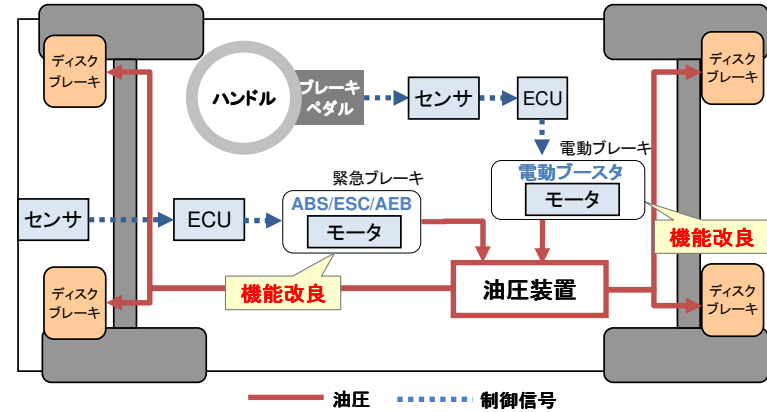 ディスク
ブレーキ
ハンドル
ブレーキ
ペダル
センサ
ECU
ディスク
ブレーキ
電動ブレーキ
緊急ブレーキ
電動ブースタ
モータ
センサ
ECU
ABS/ESC/AEB
モータ
機能改良
機能改良
油圧装置
ディスク
ブレーキ
ディスク
ブレーキ
油圧
制御信号